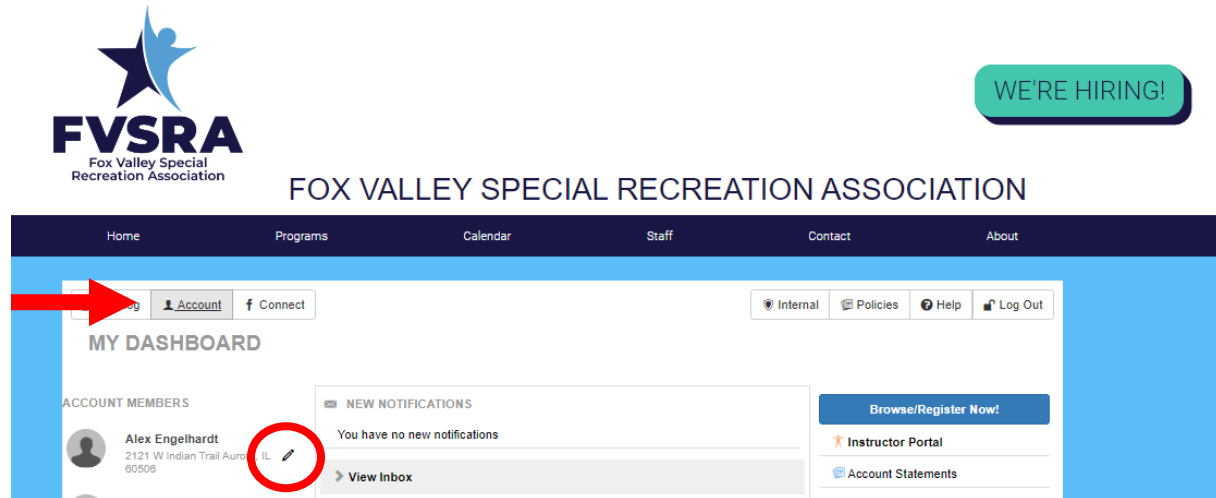 FVSRA
Fox Valley Special
Recreation Association
WE'RE HIRING!
FOX VALLEY SPECIAL RECREATION ASSOCIATION
Home Programs Calendar Staff Contact About
Account Connect Internal Policies Help Log Out
MY DASHBOARD
ACCOUNT MEMBERS
Alex Engelhardt
2121 W Indian Trail IL
60506
NEW NOTIFICATIONS
You have no new notifications
View Inbox
Browse/Register Now!
Instructor Portal
Account Statements